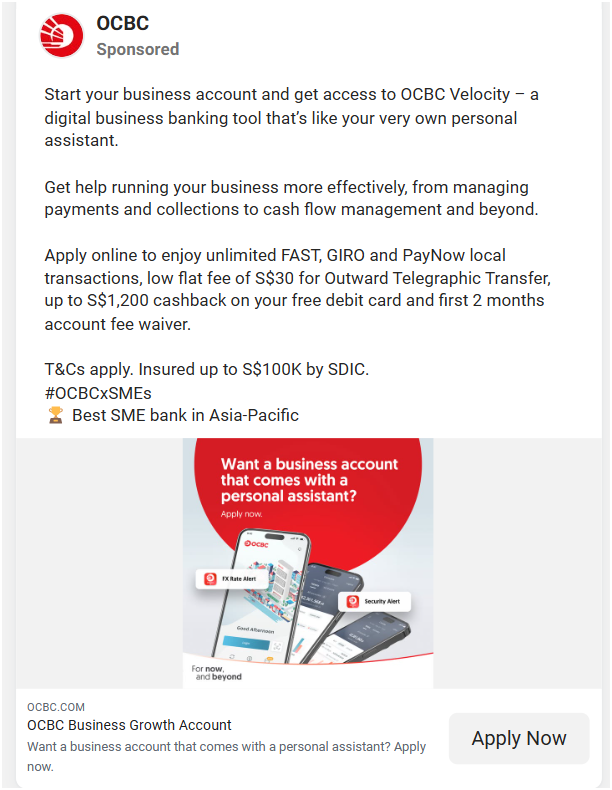 OCBC
Sponsored
Start your business account and get access to OCBC Velocity – a
digital business banking tool that’s like your very own personal
assistant.
Get help running your business more effectively, from managing
payments and collections to cash flow management and beyond.
Apply online to enjoy unlimited FAST, GIRO and PayNow local
transactions, low flat fee of S$30 for Outward Telegraphic Transfer,
up to S$1,200 cashback on your free debit card and first 2 months
account fee waiver.
T&Cs apply. Insured up to S$100K by SDIC.
#OCBCxSMEs
🏆 Best SME bank in Asia-Pacific
Want a business account
that comes with a
personal assistant?
Apply now.
OCBC
FX Rate Alert
Security Alert
Good Afternoon
For now,
and beyond
OCBC.COM
OCBC Business Growth Account
Want a business account that comes with a personal assistant? Apply
now.
Apply Now